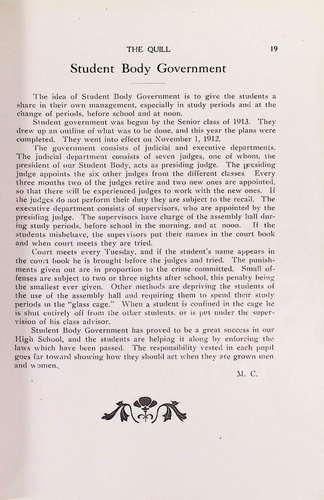 THE QUILL 19
Student Body Government
The idea of Student Body Government is to give the students a
share in their own management, especially in study periods and at the
change of periods, before school and at noon.
Student government was begun by the Senior class of 1913. They
drew up an outline of what was to be done, and this year the plans were
completed. They went into effect on November 1, 1912.
The government consists of judicial and executive departments.
The judicial department consists of seven judges, one of whom, the
president of our Student Body, acts as presiding judge. The presiding
judge appoints the six other judges from the different classes Every
three months two of the judges retire and two new ones are appointed,
so that there will be experienced judges to work with the new ones. If
the judges do not perform their duty they are subject to the recall. The
executive department consists of supervisors, who are appointed by the
presiding judge. The supervisors have charge of the assembly hall dur-
ing study periods, before school in the morning, and at noon. If the
students misbehave, the supervisors put their names in the court book
and when court meets they are tried.
Court meets every Tuesday, and if the student's name appears in
the court book he is brought before the judges and tried. The punish-
ments given out are in proportion to the crime committed. Small of-
fenses are subject to two or three nights after school, this penalty being
the smallest ever given. Other methods are depriving the students of
the use of the assembly hall and requiring them to spend their study
periods in the "glass cage." When a student is confined in the cage he
is shut entirely off from the other students. or is put under the super-
vision of his class advisor.
Student Body Government has proved to be a great success in our
High School, and the students are helping it along by enforcing the
laws which have been passed. The responsibility vested in each pupil
goes far toward showing how they should act when they are grown men
and women.
M. C.